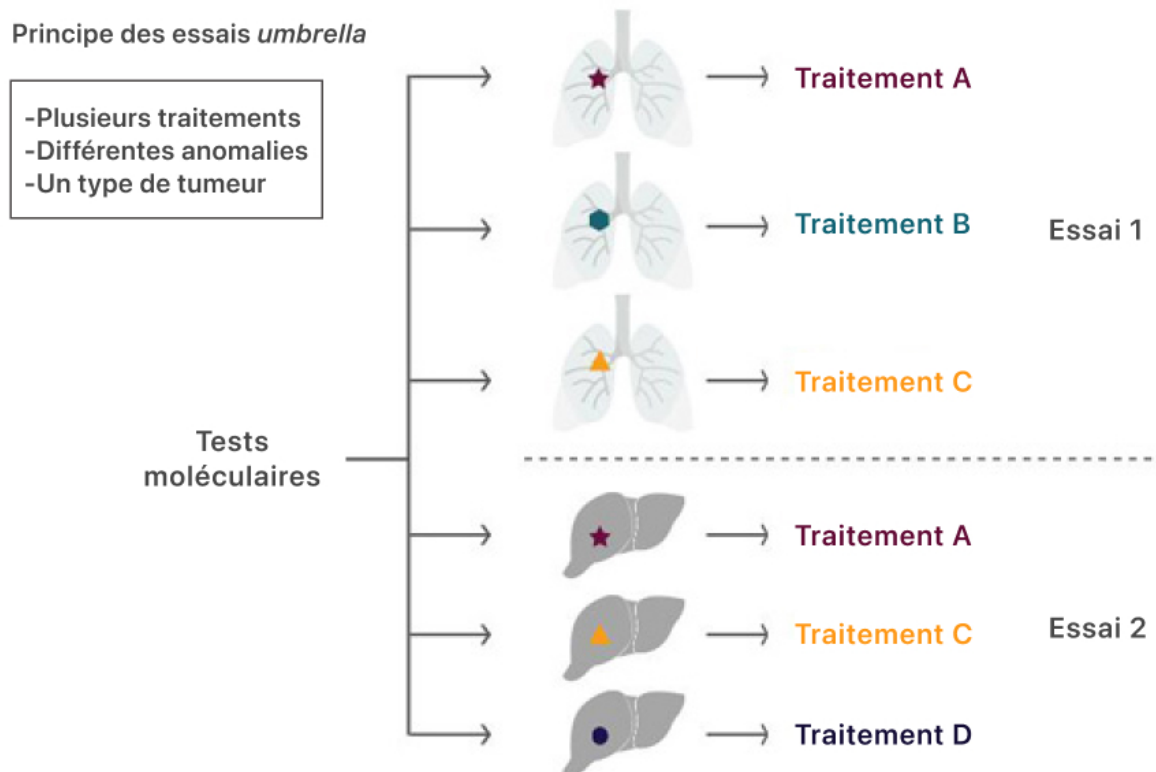 Principe des essais umbrella
-Plusieurs traitements
-Différentes anomalies
-Un type de tumeur
Tests
moléculaires
Traitement A
Traitement B
Essai 1
Traitement C
Traitement A
Traitement C
Essai 2
Traitement D